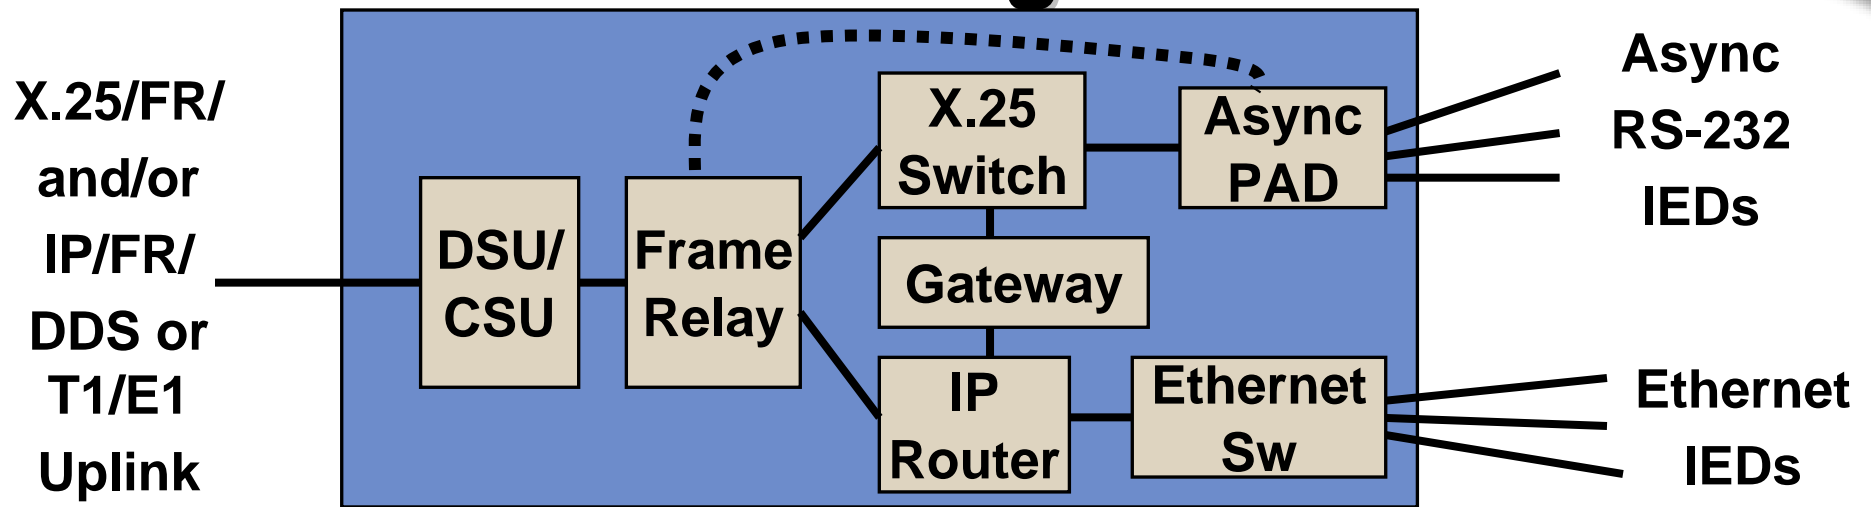 X.25/FR/
and/or
IP/FR/
DDS or
T1/E1
Uplink
DSU/
CSU
Frame
Relay
X.25
Switch
Gateway
IP
Router
Async
PAD
Ethernet
Sw
Async
RS-232
IEDs
Ethernet
IEDs